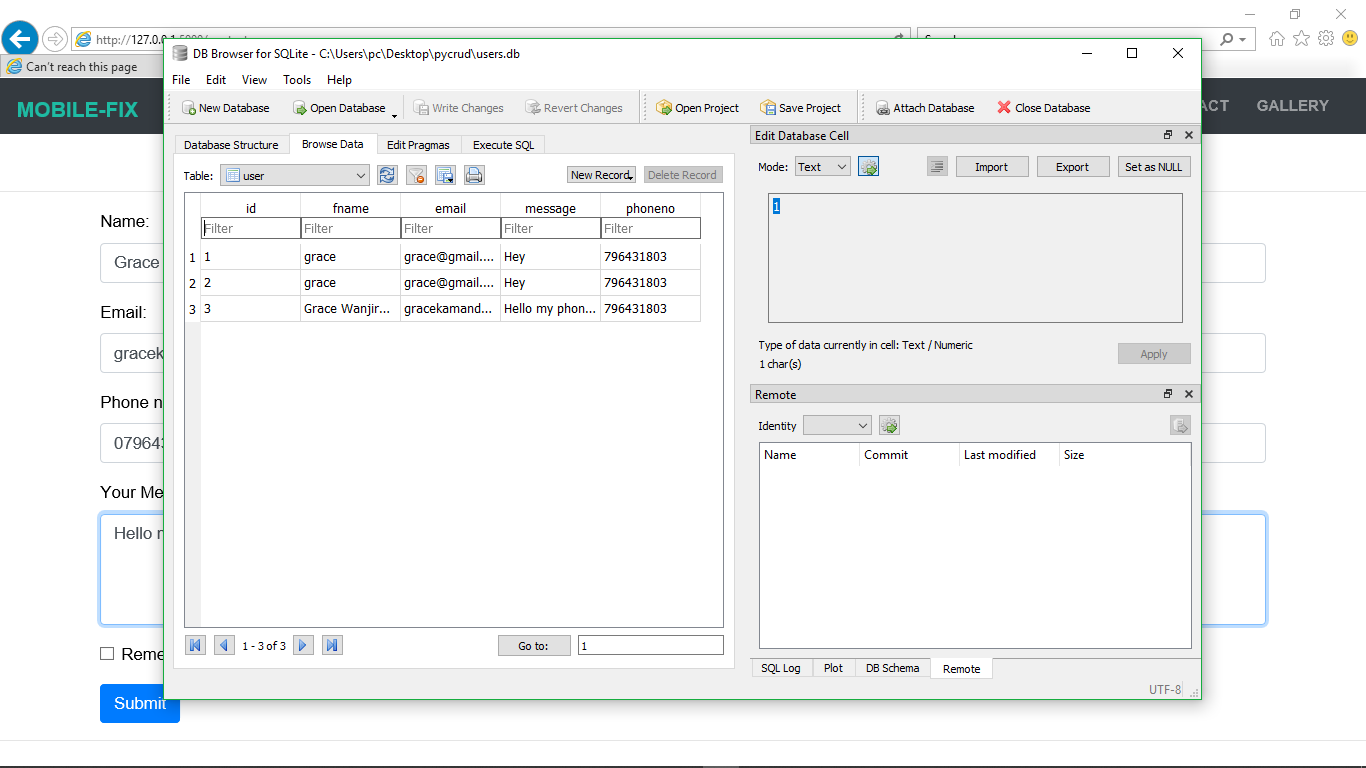 http://127.0.0.1
DB Browser for SQLite - C:\Users\pc\Desktop\pycrud\users.db
Can't reach this page
File Edit View Tools Help
MOBILE-FIX
GALLERY
New Database Open Database Write Changes Revert Changes Open Project Save Project Attach Database Close Database
Database Structure Browse Data Edit Pragmas Execute SQL
Edit Database Cell
Table: user New Record Delete Record
Mode: Text Import Export Set as NULL
id fname email message phoneno
Filter Filter Filter Filter Filter
1 1 grace grace@gmail.... Hey 796431803
2 2 grace grace@gmail.... Hey 796431803
3 3 Grace Wanjir... gracekamand... Hello my phon... 796431803
1
Type of data currently in cell: Text / Numeric
1 char(s)
Apply
Remote
Identity
Name Commit Last modified Size
1 - 3 of 3 Go to: 1
SQL Log Plot DB Schema Remote
UTF-8
Name:
Grace
Email:
gracek
Phone n
07964
Your Me
Hello
Reme
Submit